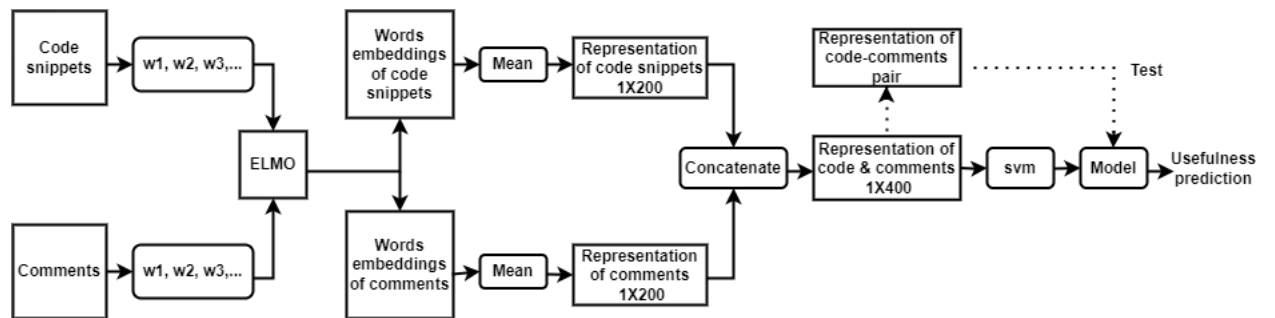 Code
snippets
w1, w2, w3,...
ELMO
Comments
w1, w2, w3,...
Words
embeddings
of code
snippets
Mean
Representation
of code snippets
1X200
Words
embeddings
of comments
Mean
Representation
of comments
1X200
Concatenate
Representation of
code-comments
pair
Test
Representation of
code & comments
1X400
svm
Model
Usefulness
prediction